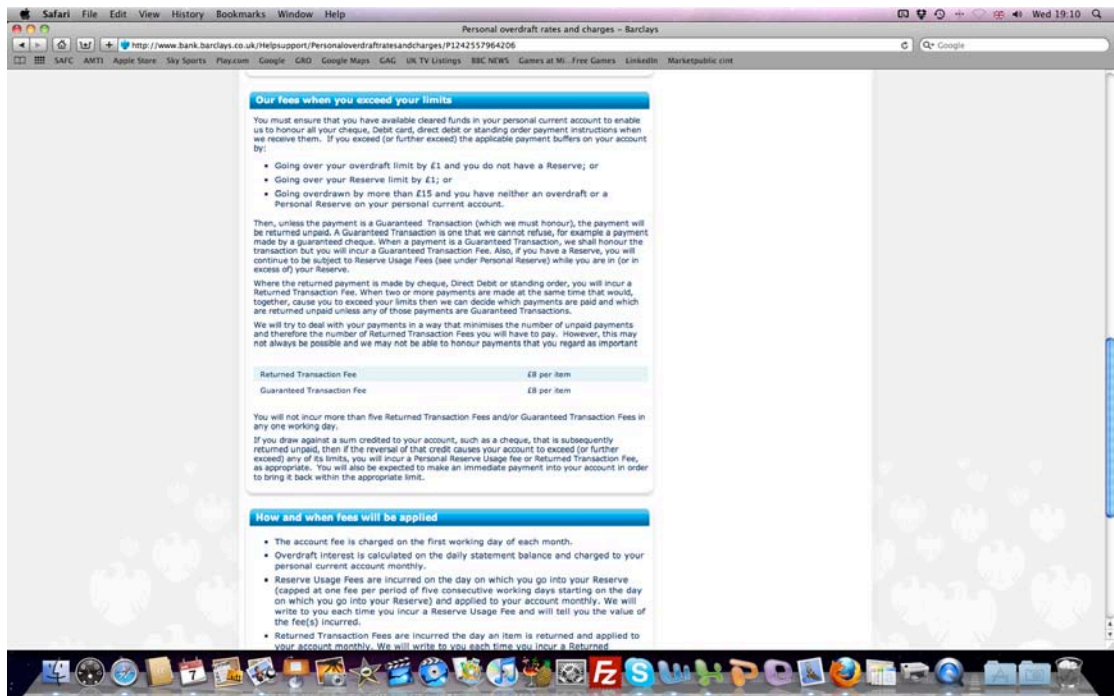 Safari File Edit View History Bookmarks Window Help Wed 19:10
Personal overdraft rates and charges – Barclays
http://www.bank.barclays.co.uk/Helpsupport/Personaloverdraftratesandcharges/P1242557964206 Google
SAFC AMTI Apple Store Sky Sports Play.com Google GRO Google Maps GAG UK TV Listings BBC NEWS Games at Mi...Free Games LinkedIn Marketpublic cint
Our fees when you exceed your limits
You must ensure that you have available cleared funds in your personal current account to enable
us to honour all your cheque, Debit card, direct debit or standing order payment instructions when
we receive them. If you exceed (or further exceed) the applicable payment buffers on your account
by:
• Going over your overdraft limit by £1 and you do not have a Reserve; or
• Going over your Reserve limit by £1; or
• Going overdrawn by more than £15 and you have neither an overdraft or a
Personal Reserve on your personal current account.
Then, unless the payment is a Guaranteed Transaction (which we must honour), the payment will
be returned unpaid. A Guaranteed Transaction is one that we cannot refuse, for example a payment
made by a guaranteed cheque. When a payment is a Guaranteed Transaction, we shall honour the
transaction but you will incur a Guaranteed Transaction Fee. Also, if you have a Reserve, you will
continue to be subject to Reserve Usage Fees (see under Personal Reserve) while you are in (or in
excess of) your Reserve.
Where the returned payment is made by cheque, Direct Debit or standing order, you will incur a
Returned Transaction Fee. When two or more payments are made at the same time that would,
together, cause you to exceed your limits then we can decide which payments are paid and which
are returned unpaid unless any of those payments are Guaranteed Transactions.
We will try to deal with your payments in a way that minimises the number of unpaid payments
and therefore the number of Returned Transaction Fees you will have to pay. However, this may
not always be possible and we may not be able to honour payments that you regard as important
Returned Transaction Fee £8 per item
Guaranteed Transaction Fee £8 per item
You will not incur more than five Returned Transaction Fees and/or Guaranteed Transaction Fees in
any one working day.
If you draw against a sum credited to your account, such as a cheque, that is subsequently
returned unpaid, then if the reversal of that credit causes your account to exceed (or further
exceed) any of its limits, you will incur a Personal Reserve Usage fee or Returned Transaction Fee,
as appropriate. You will also be expected to make an immediate payment into your account in order
to bring it back within the appropriate limit.
How and when fees will be applied
• The account fee is charged on the first working day of each month.
• Overdraft interest is calculated on the daily statement balance and charged to your
personal current account monthly.
• Reserve Usage Fees are incurred on the day on which you go into your Reserve
(capped at one fee per period of five consecutive working days starting on the day
on which you go into your Reserve) and applied to your account monthly. We will
write to you each time you incur a Reserve Usage Fee and will tell you the value of
the fee(s) incurred.
• Returned Transaction Fees are incurred the day an item is returned and applied to
your account monthly. We will write to you each time you incur a Returned